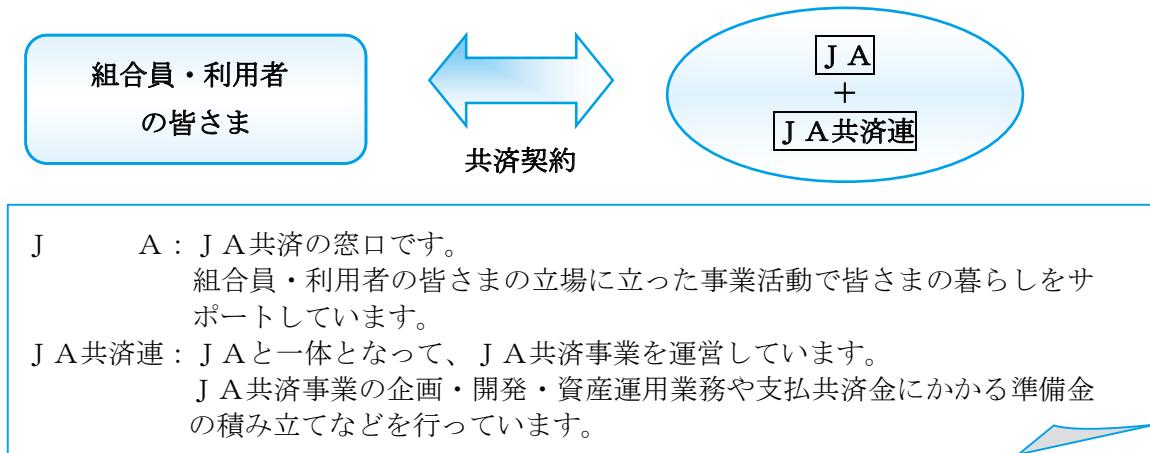 組合員・利用者
の皆さま
ＪＡ
＋
ＪＡ共済連
共済契約
Ｊ　　　Ａ：ＪＡ共済の窓口です。
組合員・利用者の皆さまの立場に立った事業活動で皆さまの暮らしをサ
ポートしています。
ＪＡ共済連：ＪＡと一体となって、ＪＡ共済事業を運営しています。
ＪＡ共済事業の企画・開発・資産運用業務や支払共済金にかかる準備金
の積み立てなどを行っています。